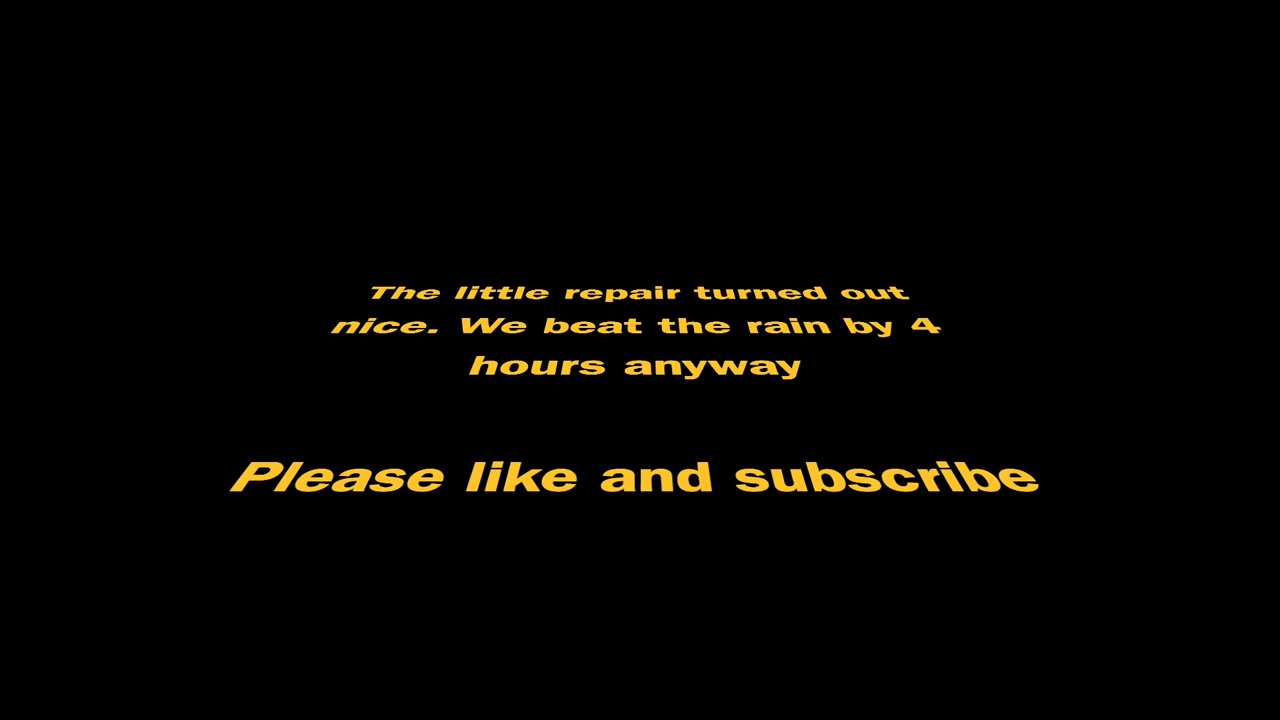 The little repair turned out
nice. We beat the rain by 4
hours anyway
Please like and subscribe